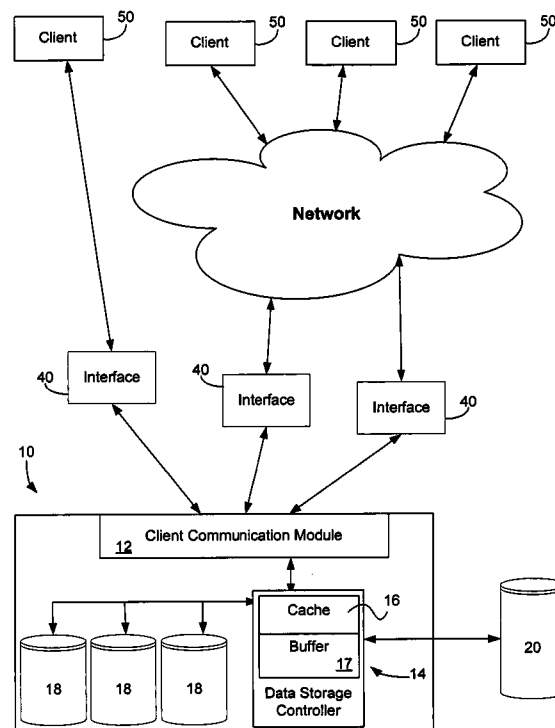 Client
50
Client
50
Client
50
Client
50
Network
Interface
40
Interface
40
Interface
40
10
Client Communication Module
12
Cache
16
Buffer
17
14
Data Storage
Controller
18
18
18
20